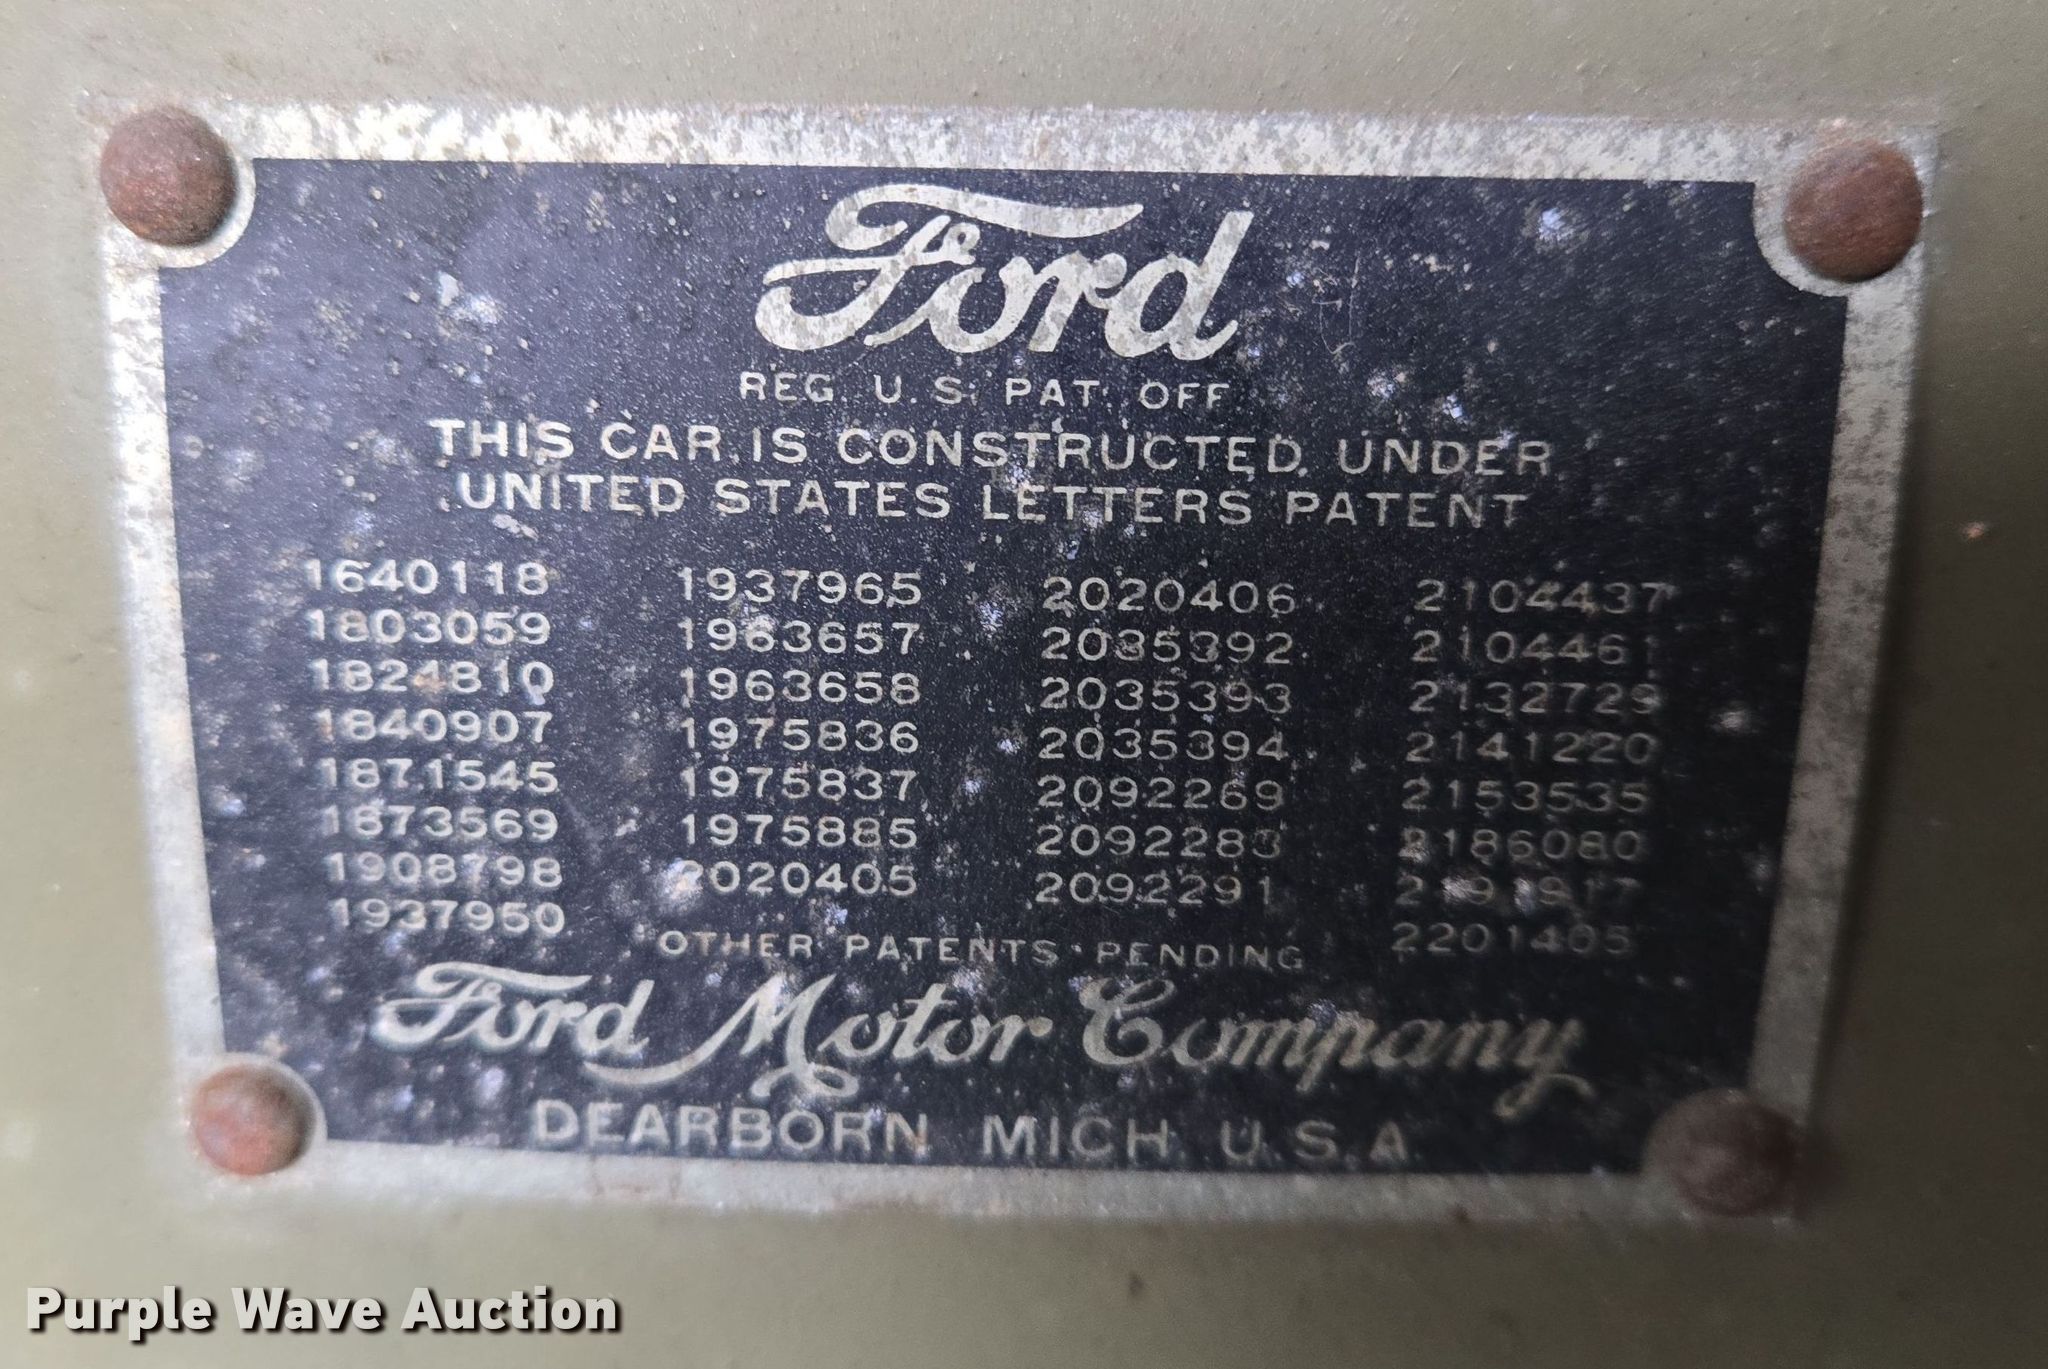 Ford
REG. U.S. PAT. OFF.
THIS CAR IS CONSTRUCTED UNDER
UNITED STATES LETTERS PATENT
1640118 1937965 2020406 2104437
1803059 1963657 2035392 2104461
1824810 1963658 2035393 2132729
1840907 1975836 2035394 2141220
1871545 1975837 2092269 2153535
1873569 1975885 2092283 2186080
1908798 2020405 2092291
1937950 2201405
OTHER PATENTS PENDING
Ford Motor Company
DEARBORN MICH. U.S.A.
Purple Wave Auction